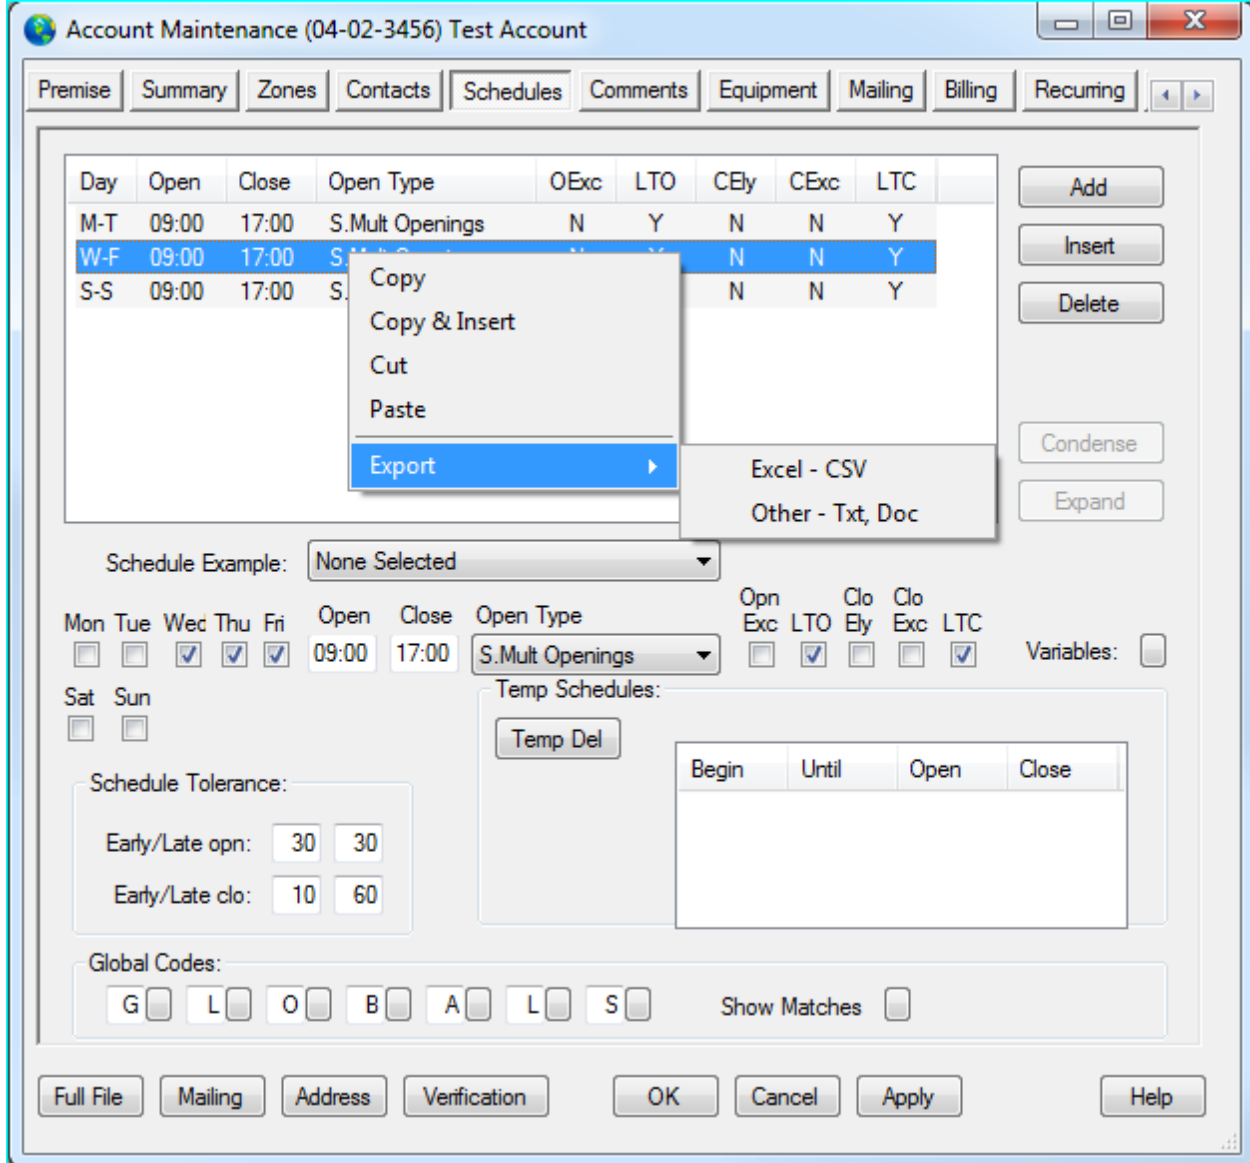 Account Maintenance (04-02-3456) Test Account
Premise Summary Zones Contacts Schedules Comments Equipment Mailing Billing Recurring
Day Open Close Open Type OExc LTO CEly CExc LTC
M-T 09:00 17:00 S.Mult Openings N Y N N Y
W-F 09:00 17:00 N N Y
S-S 09:00 17:00 N N Y
Add
Insert
Delete
Condense
Expand
Copy
Copy & Insert
Cut
Paste
Export
Excel - CSV
Other - Txt, Doc
Schedule Example: None Selected
Mon Tue Wed Thu Fri Open Close Open Type Opn Exc LTO Clo Ely Clo Exc LTC
09:00 17:00 S.Mult Openings Variables:
Sat Sun
Temp Schedules:
Temp Del
Begin Until Open Close
Schedule Tolerance:
Early/Late opn: 30 30
Early/Late clo: 10 60
Global Codes:
G L O B A L S Show Matches
Full File Mailing Address Verification OK Cancel Apply Help